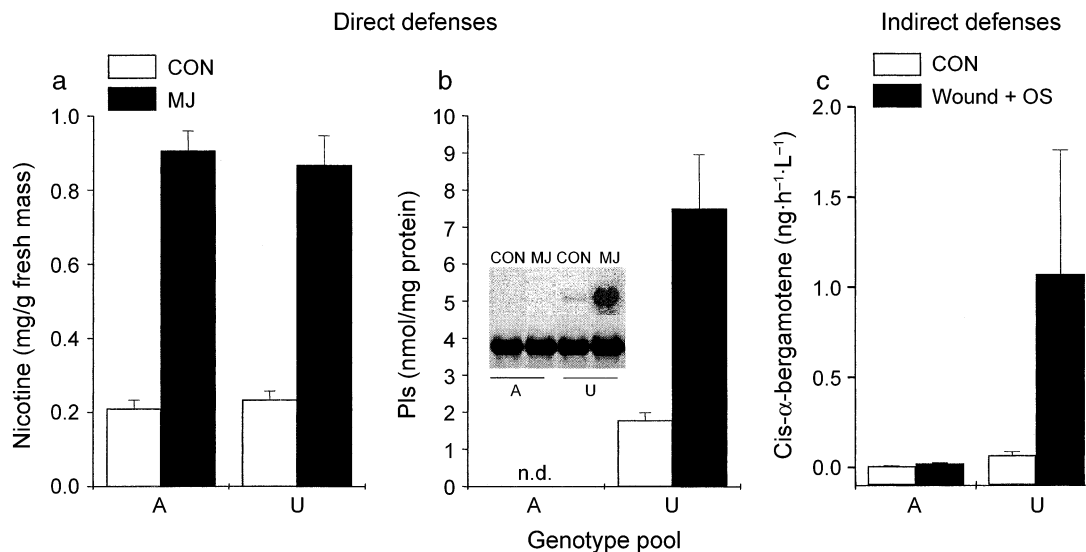 Direct defenses
Indirect defenses
a
CON
MJ
Nicotine (mg/g fresh mass)
1.0
0.8
0.6
0.4
0.2
0.0
A
U
b
PIs (nmol/mg protein)
10
9
8
7
6
5
4
3
2
1
0
CON MJ CON MJ
A
U
n.d.
A
U
c
CON
Wound + OS
Cis-α-bergamotene (ng·h⁻¹·L⁻¹)
2.0
1.5
1.0
0.5
0.0
A
U
Genotype pool